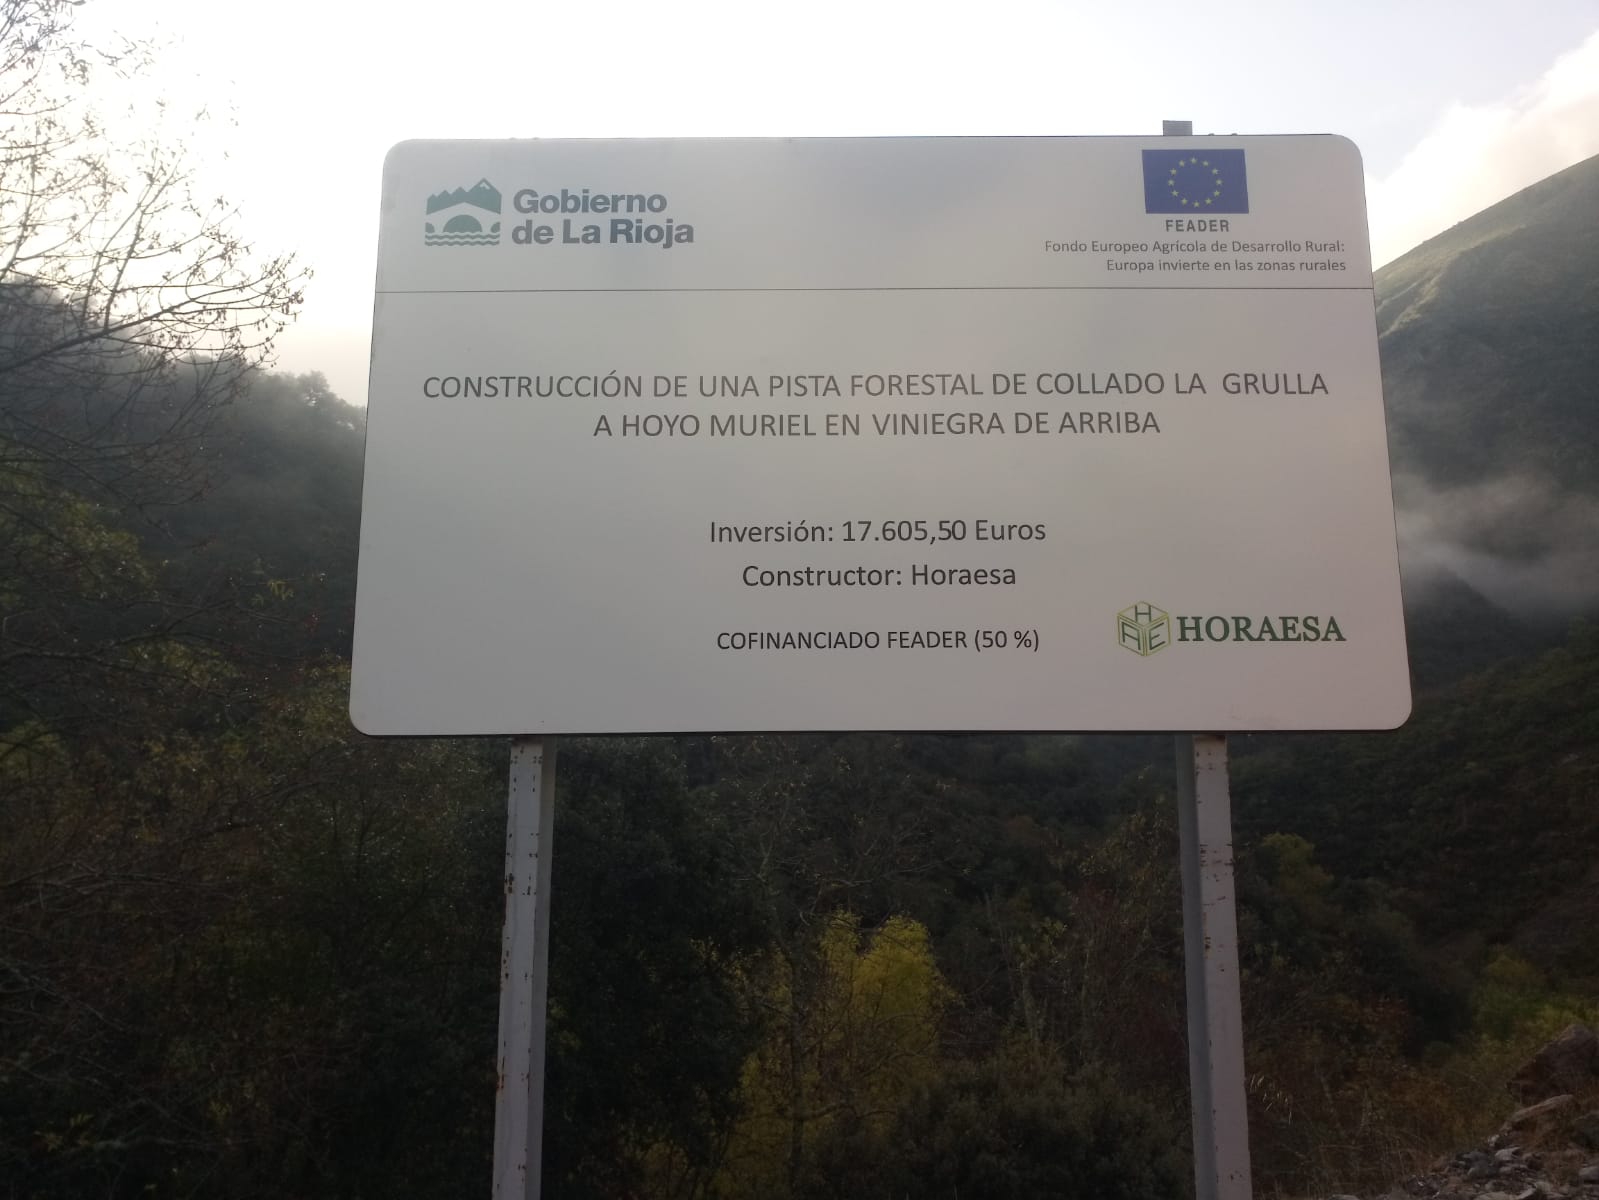 Gobierno
de La Rioja
FEADER
Fondo Europeo Agrícola de Desarrollo Rural:
Europa invierte en las zonas rurales
CONSTRUCCIÓN DE UNA PISTA FORESTAL DE COLLADO LA GRULLA
A HOYO MURIEL EN VINIEGRA DE ARRIBA
Inversión: 17.605,50 Euros
Constructor: Horaesa
COFINANCIADO FEADER (50 %)
HAE HORAESA